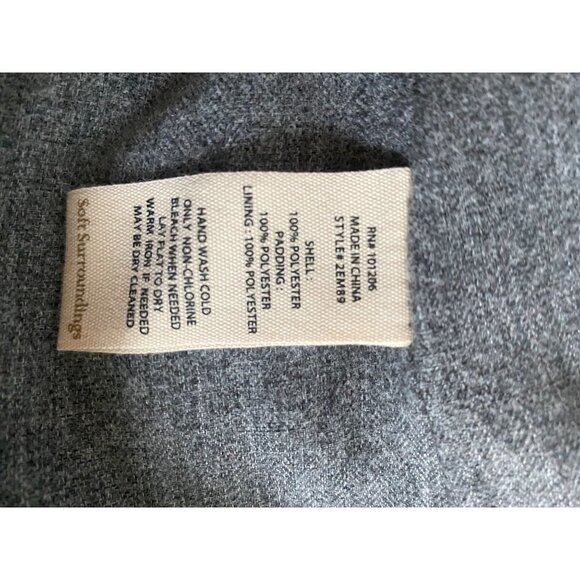 RN# 101206
MADE IN CHINA
STYLE# 2EM89
SHELL :
100% POLYESTER
PADDING :
100% POLYESTER
LINING : 100% POLYESTER
HAND WASH COLD
ONLY NON-CHLORINE
BLEACH WHEN NEEDED
LAY FLAT TO DRY
WARM IRON IF NEEDED
MAY BE DRY CLEANED
Soft Surroundings